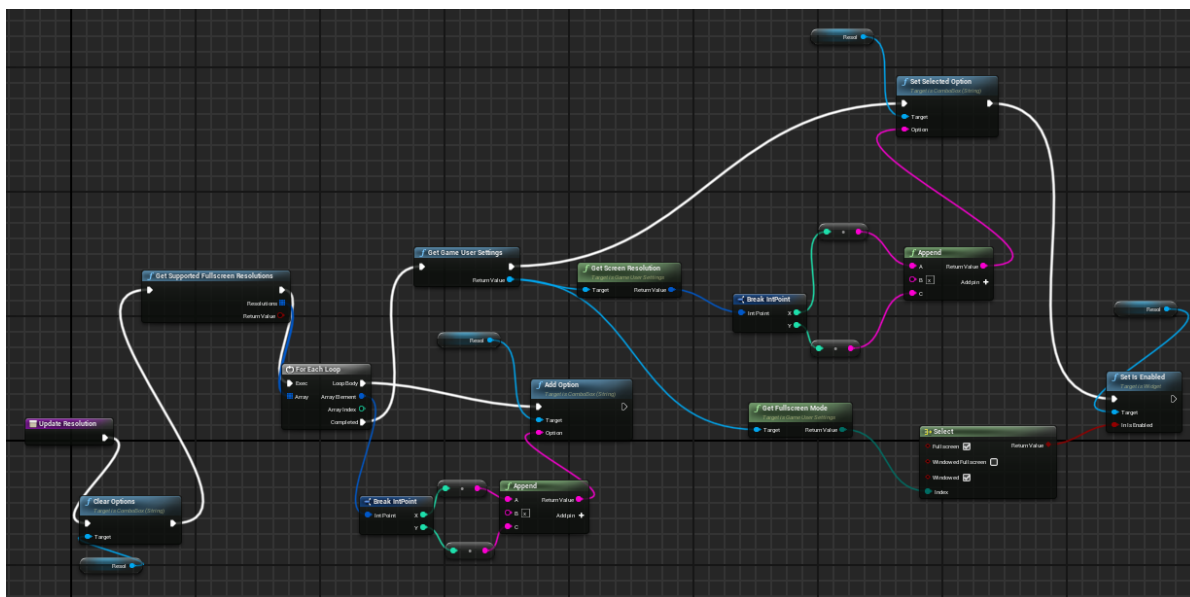 Resol
Set Selected Option
Target is ComboBox (String)
Target
Option
Get Game User Settings
Return Value
Get Screen Resolution
Target is Game User Settings
Target
Return Value
Append
A
Return Value
B
x
Add pin +
C
Get Supported Fullscreen Resolutions
Resolutions
Return Value
Break IntPoint
Int Point
X
Y
Resol
Resol
For Each Loop
Exec
Loop Body
Array
Array Element
Array Index
Completed
Add Option
Target is ComboBox (String)
Target
Option
Set Is Enabled
Target is Widget
Target
In Is Enabled
Get Fullscreen Mode
Target is Game User Settings
Target
Return Value
Select
Fullscreen
Return Value
Windowed Fullscreen
Windowed
Index
Update Resolution
Clear Options
Target is ComboBox (String)
Target
Resol
Break IntPoint
Int Point
X
Y
Append
A
Return Value
B
x
Add pin +
C